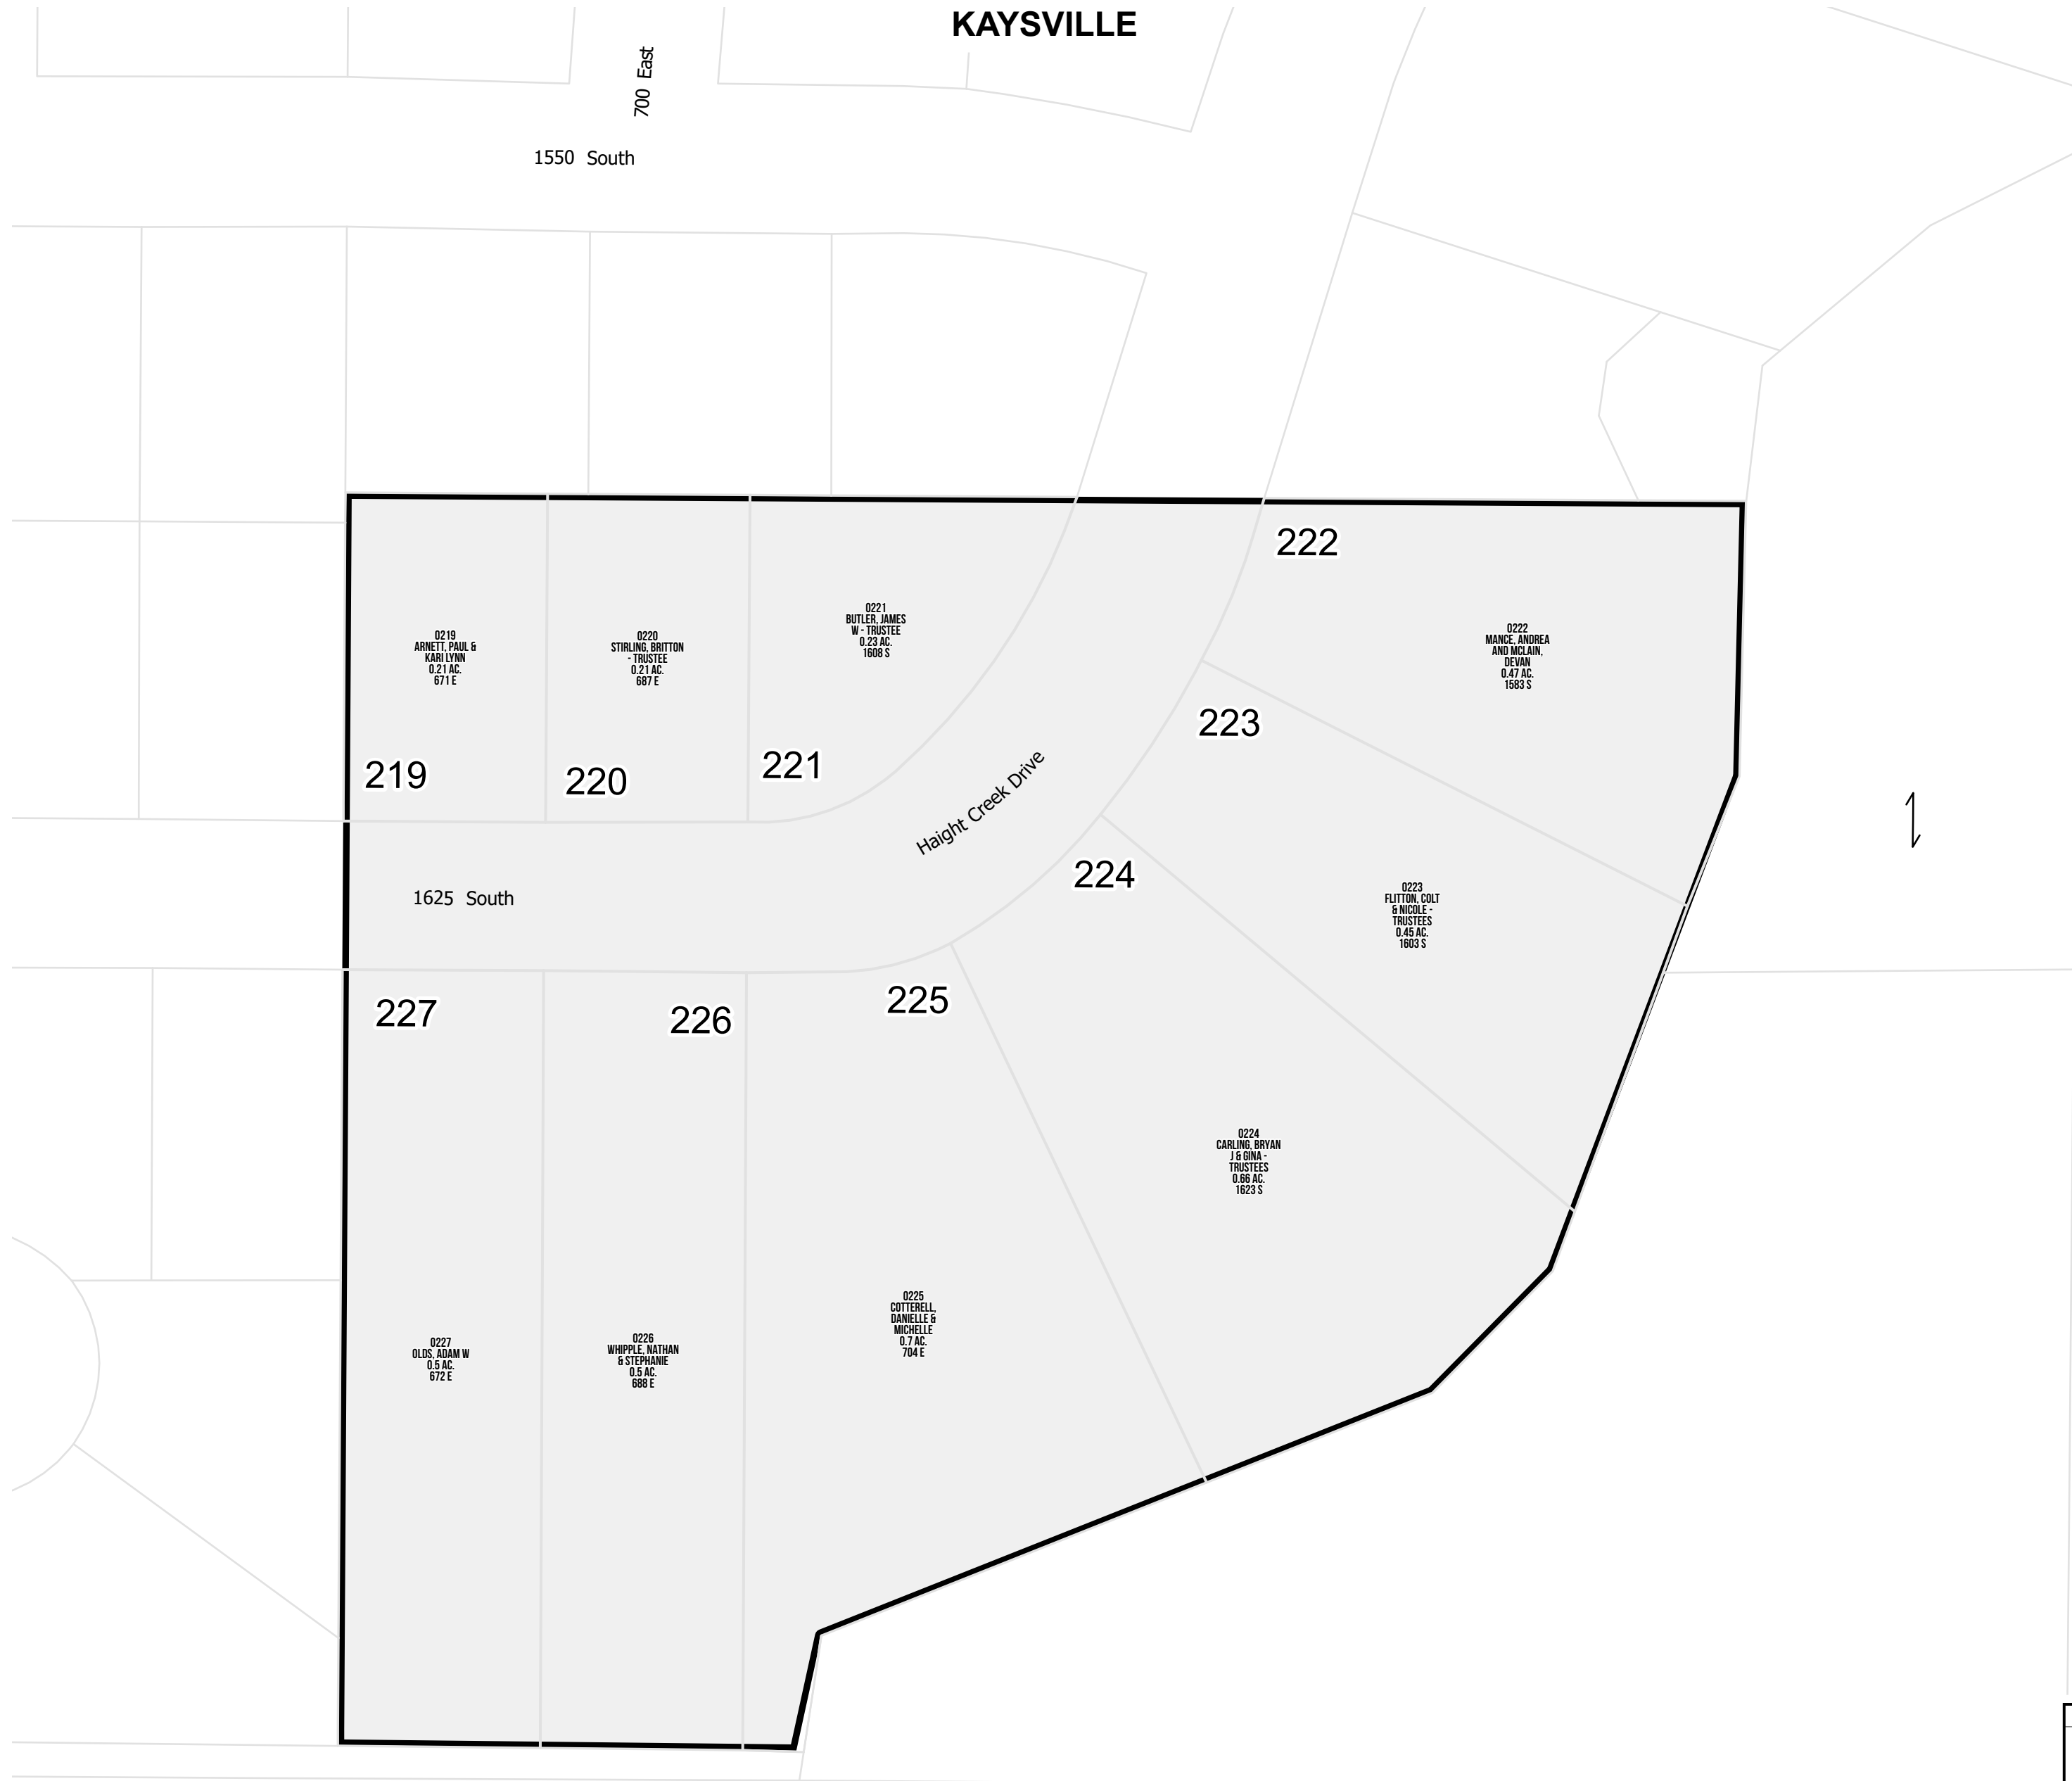 KAYSVILLE
700 East
1550 South
222
0221
BUTLER, JAMES
W - TRUSTEE
0.23 AC.
1608 S
0222
MANCE, ANDREA
AND MCLAIN,
DEVAN
0.47 AC.
1583 S
0219
ARNETT, PAUL &
KARI LYNN
0.21 AC.
671 E
0220
STIRLING, BRITTON
- TRUSTEE
0.21 AC.
687 E
223
221
219
220
Haight Creek Drive
224
1625 South
0223
FLITTON, COLT
& NICOLE -
TRUSTEES
0.45 AC.
1603 S
225
227
226
0224
CARLING, BRYAN
J & GINA -
TRUSTEES
0.66 AC.
1623 S
0225
COTTERELL,
DANIELLE &
MICHELLE
0.7 AC.
704 E
0227
OLDS, ADAM W
0.5 AC.
672 E
0226
WHIPPLE, NATHAN
& STEPHANIE
0.5 AC.
688 E